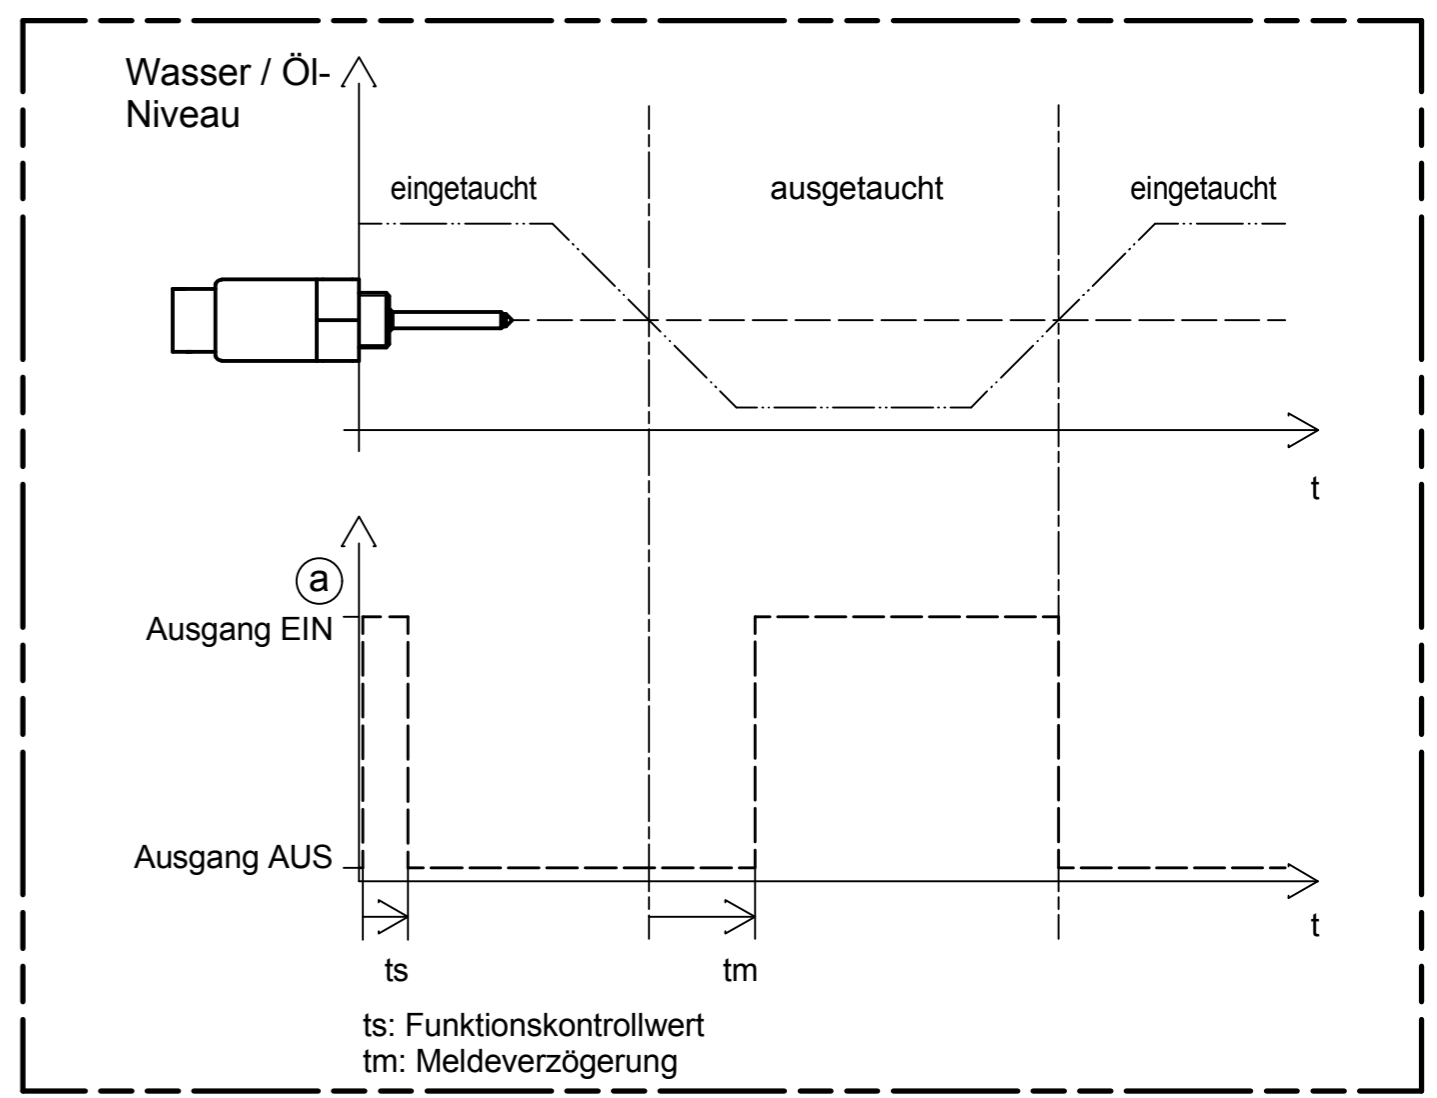 Wasser / Öl-
Niveau
eingetaucht
ausgetaucht
eingetaucht
t
a
Ausgang EIN
Ausgang AUS
t
ts
tm
ts: Funktionskontrollwert
tm: Meldeverzögerung